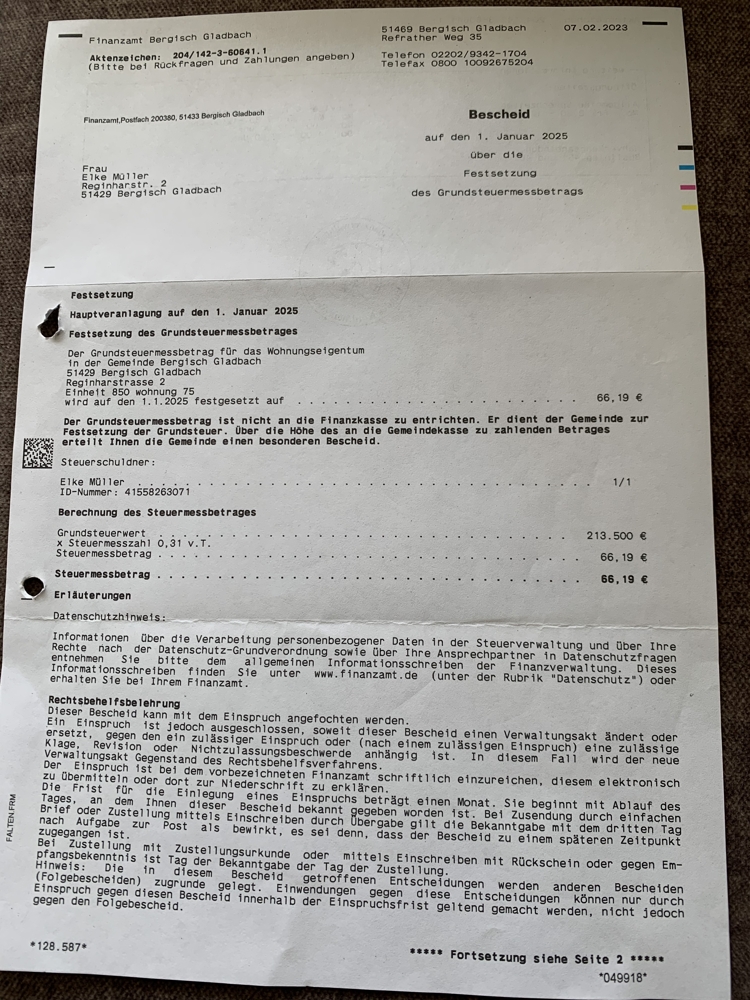 Finanzamt Bergisch Gladbach
51469 Bergisch Gladbach 07.02.2023
Refrather Weg 35
Aktenzeichen: 204/142-3-60641.1
(Bitte bei Rückfragen und Zahlungen angeben)
Telefon 02202/9342-1704
Telefax 0800 10092675204
Finanzamt,Postfach 200380, 51433 Bergisch Gladbach
Bescheid
auf den 1. Januar 2025
über die
Festsetzung
des Grundsteuermessbetrags
Frau
Elke Müller
Reginharstr. 2
51429 Bergisch Gladbach
Festsetzung
Hauptveranlagung auf den 1. Januar 2025
Festsetzung des Grundsteuermessbetrages
Der Grundsteuermessbetrag für das Wohnungseigentum
in der Gemeinde Bergisch Gladbach
51429 Bergisch Gladbach
Reginharstrasse 2
Einheit 850 wohnung 75
wird auf den 1.1.2025 festgesetzt auf . . . . . . . . . . . . . . . . . . . . 66,19 €
Der Grundsteuermessbetrag ist nicht an die Finanzkasse zu entrichten. Er dient der Gemeinde zur
Festsetzung der Grundsteuer. Über die Höhe des an die Gemeindekasse zu zahlenden Betrages
erteilt Ihnen die Gemeinde einen besonderen Bescheid.
Steuerschuldner:
Elke Müller . . . . . . . . . . . . . . . . . . . . . . . . . . . . . . 1/1
ID-Nummer: 41558263071
Berechnung des Steuermessbetrages
Grundsteuerwert . . . . . . . . . . . . . . . . . . . . . . . . . . . . 213.500 €
x Steuermesszahl 0,31 v.T.
Steuermessbetrag . . . . . . . . . . . . . . . . . . . . . . . . . . . . 66,19 €
Steuermessbetrag . . . . . . . . . . . . . . . . . . . . . . . . . . . . 66,19 €
Erläuterungen
Datenschutzhinweis:
Informationen über die Verarbeitung personenbezogener Daten in der Steuerverwaltung und über Ihre
Rechte nach der Datenschutz-Grundverordnung sowie über Ihre Ansprechpartner in Datenschutzfragen
entnehmen Sie bitte dem allgemeinen Informationsschreiben der Finanzverwaltung. Dieses
Informationsschreiben finden Sie unter www.finanzamt.de (unter der Rubrik "Datenschutz") oder
erhalten Sie bei Ihrem Finanzamt.
Rechtsbehelfsbelehrung
Dieser Bescheid kann mit dem Einspruch angefochten werden.
Ein Einspruch ist jedoch ausgeschlossen, soweit dieser Bescheid einen Verwaltungsakt ändert oder
ersetzt, gegen den ein zulässiger Einspruch oder (nach einem zulässigen Einspruch) eine zulässige
Klage, Revision oder Nichtzulassungsbeschwerde anhängig ist. In diesem Fall wird der neue
Verwaltungsakt Gegenstand des Rechtsbehelfsverfahrens.
Der Einspruch ist bei dem vorbezeichneten Finanzamt schriftlich einzureichen, diesem elektronisch
zu übermitteln oder dort zur Niederschrift zu erklären.
Die Frist für die Einlegung eines Einspruchs beträgt einen Monat. Sie beginnt mit Ablauf des
Tages, an dem Ihnen dieser Bescheid bekannt gegeben worden ist. Bei Zusendung durch einfachen
Brief oder Zustellung mittels Einschreiben durch Übergabe gilt die Bekanntgabe mit dem dritten Tag
nach Aufgabe zur Post als bewirkt, es sei denn, dass der Bescheid zu einem späteren Zeitpunkt
zugegangen ist.
Bei Zustellung mit Zustellungsurkunde oder mittels Einschreiben mit Rückschein oder gegen Em-
pfangsbekenntnis ist Tag der Bekanntgabe der Tag der Zustellung.
Hinweis: Die in diesem Bescheid getroffenen Entscheidungen werden anderen Bescheiden
(Folgebescheiden) zugrunde gelegt. Einwendungen gegen diese Entscheidungen können nur durch
Einspruch gegen diesen Bescheid innerhalb der Einspruchsfrist geltend gemacht werden, nicht jedoch
gegen den Folgebescheid.
FALTEN.FRM
*128.587*
***** Fortsetzung siehe Seite 2 *****
*049918*